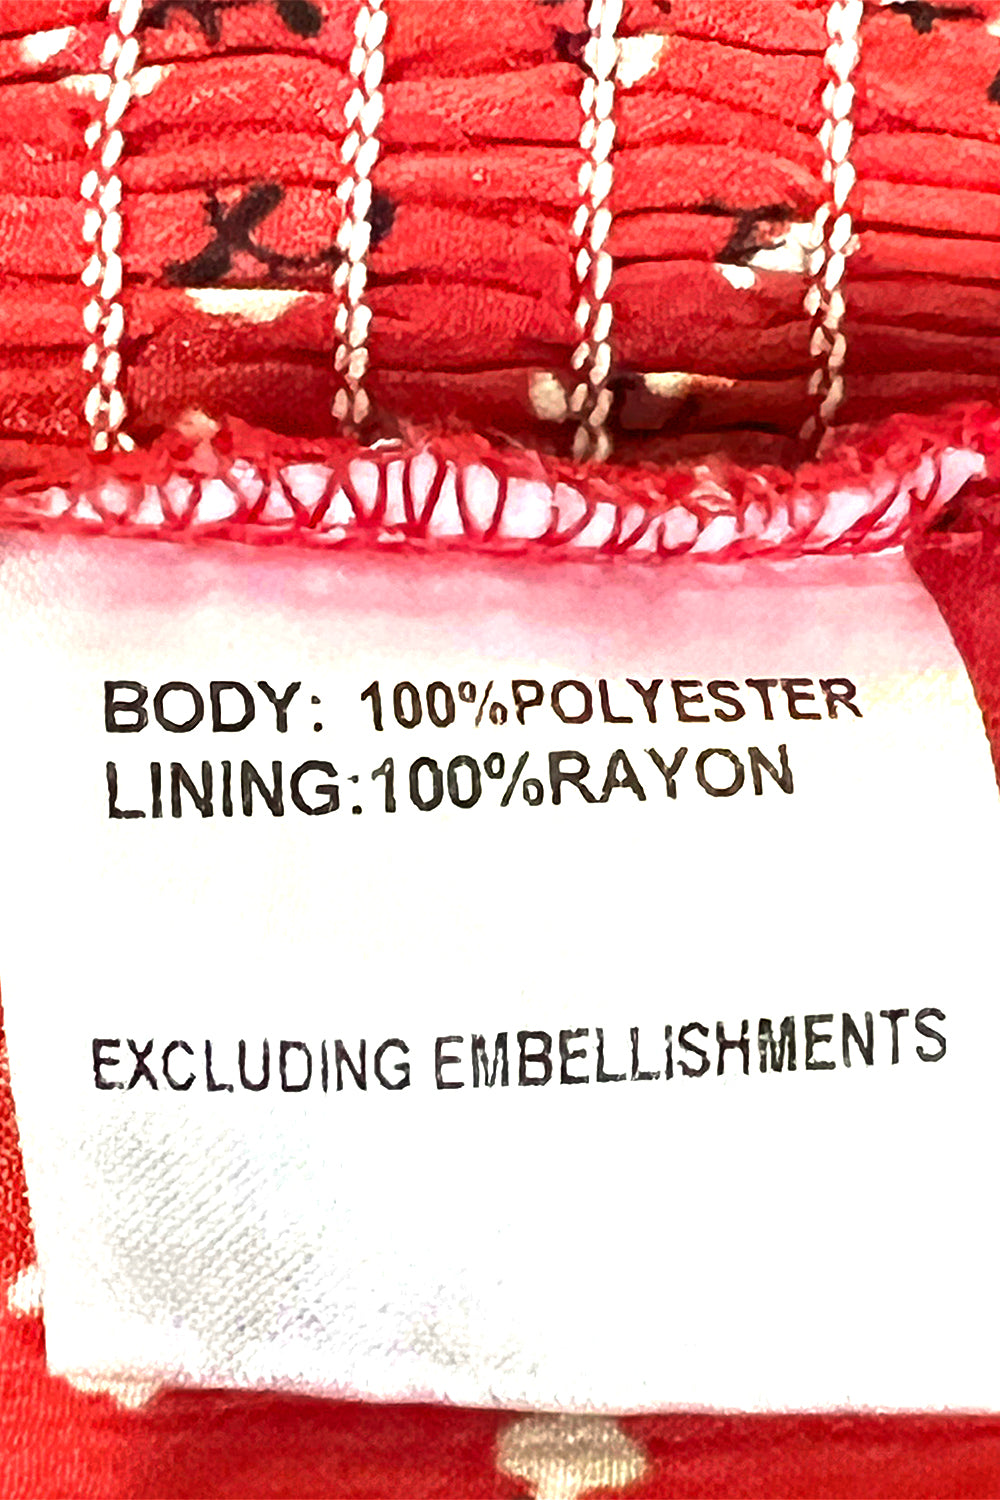 BODY: 100%POLYESTER
LINING:100%RAYON
EXCLUDING EMBELLISHMENTS